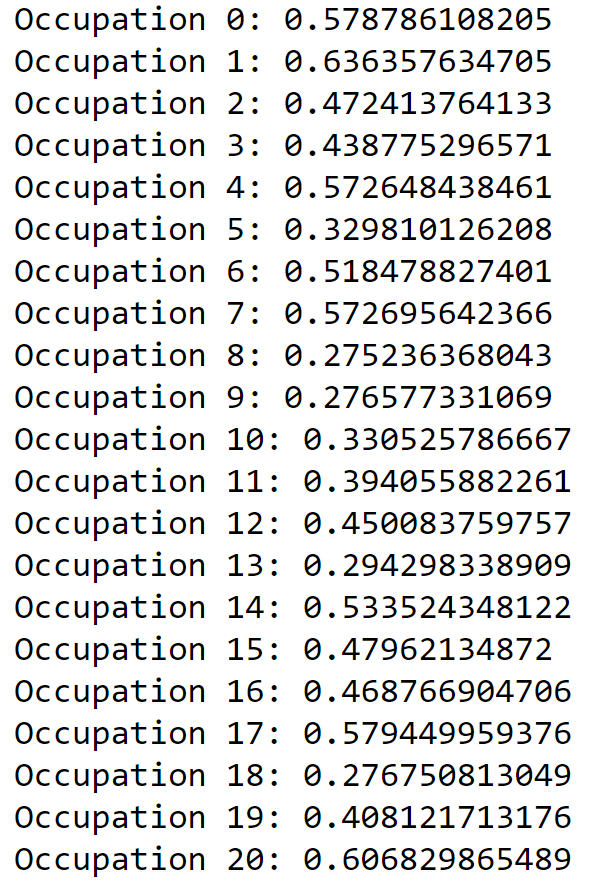 Occupation 0: 0.578786108205
Occupation 1: 0.636357634705
Occupation 2: 0.472413764133
Occupation 3: 0.438775296571
Occupation 4: 0.572648438461
Occupation 5: 0.329810126208
Occupation 6: 0.518478827401
Occupation 7: 0.572695642366
Occupation 8: 0.275236368043
Occupation 9: 0.276577331069
Occupation 10: 0.330525786667
Occupation 11: 0.394055882261
Occupation 12: 0.450083759757
Occupation 13: 0.294298338909
Occupation 14: 0.533524348122
Occupation 15: 0.47962134872
Occupation 16: 0.468766904706
Occupation 17: 0.579449959376
Occupation 18: 0.276750813049
Occupation 19: 0.408121713176
Occupation 20: 0.606829865489